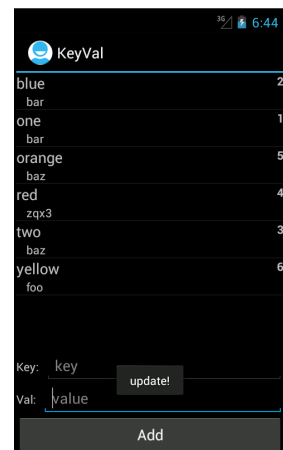 3G 6:44
KeyVal
blue 2
bar
one 1
bar
orange 5
baz
red 4
zqx3
two 3
baz
yellow 6
foo
Key: key
update!
Val: value
Add